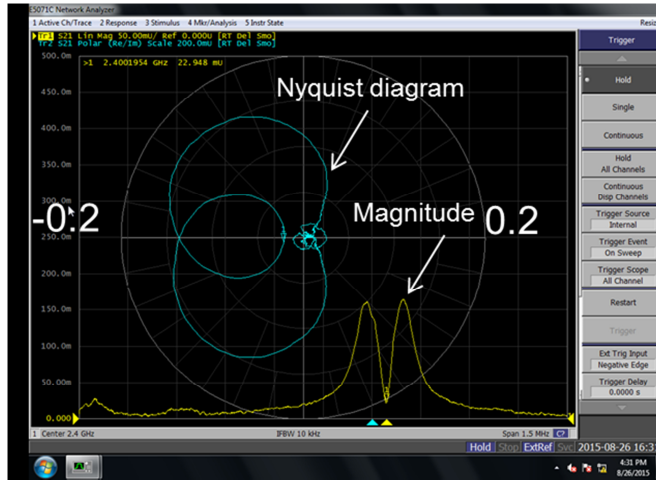 E5071C Network Analyzer
1 Active Ch/Trace 2 Response 3 Stimulus 4 Mkr/Analysis 5 Instr State
Tr1 S21 Lin Mag 50.00mU/ Ref 0.000U [RT Del Smo]
Tr2 S21 Polar (Re/Im) Scale 200.0mU [RT Del Smo]
>1 2.4001954 GHz 22.948 mU
500.0m
450.0m
400.0m
350.0m
300.0m
250.0m
200.0m
150.0m
100.0m
50.00m
0.000
Nyquist diagram
Magnitude
-0.2
0.2
Trigger
Hold
Single
Continuous
Hold
All Channels
Continuous
Disp Channels
Trigger Source
Internal
Trigger Event
On Sweep
Trigger Scope
All Channel
Restart
Trigger
Ext Trig Input
Negative Edge
Trigger Delay
0.0000 s
1 Center 2.4 GHz IFBW 10 kHz Span 1.5 MHz
Hold Stop ExtRef Svc 2015-08-26 16:31
4:31 PM
8/26/2015